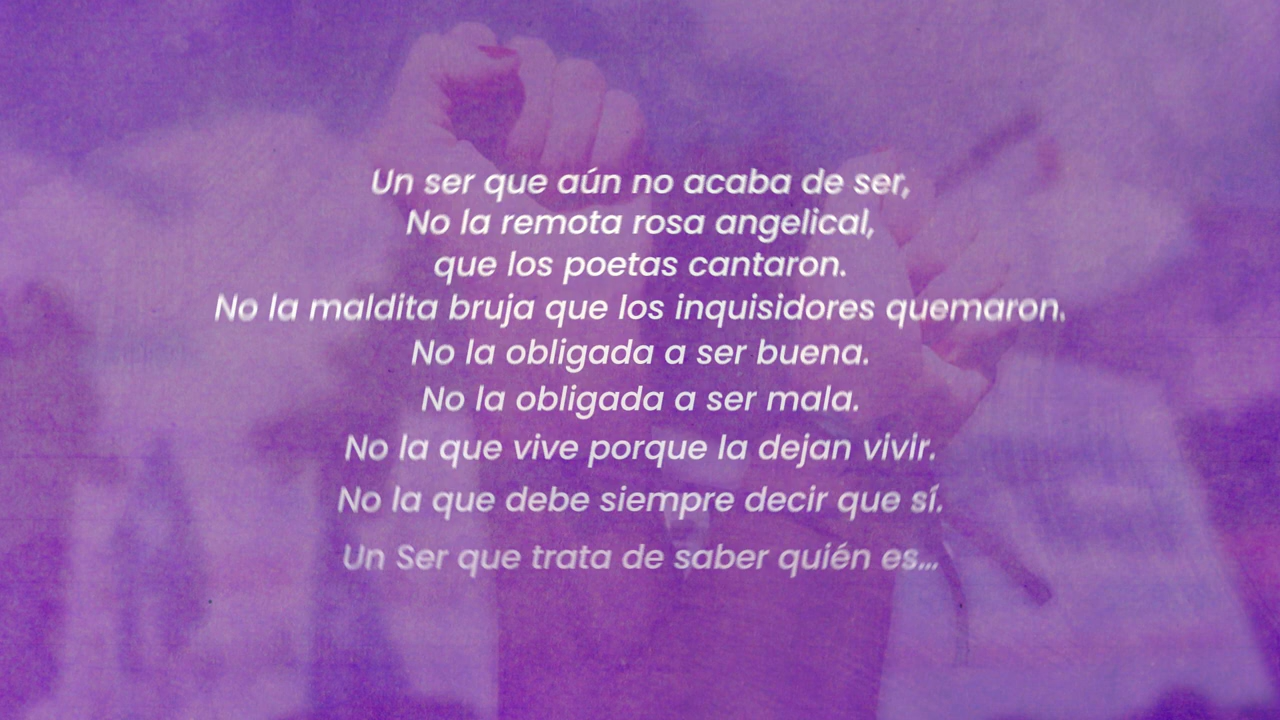 Un ser que aún no acaba de ser,
No la remota rosa angelical,
que los poetas cantaron.
No la maldita bruja que los inquisidores quemaron.
No la obligada a ser buena.
No la obligada a ser mala.
No la que vive porque la dejan vivir.
No la que debe siempre decir que sí.
Un Ser que trata de saber quién es...